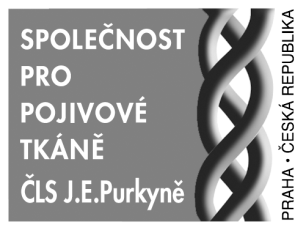 SPOLEČNOST
PRO
POJIVOVÉ
TKÁNĚ
ČLS J.E.Purkyně
PRAHA • ČESKÁ REPUBLIKA